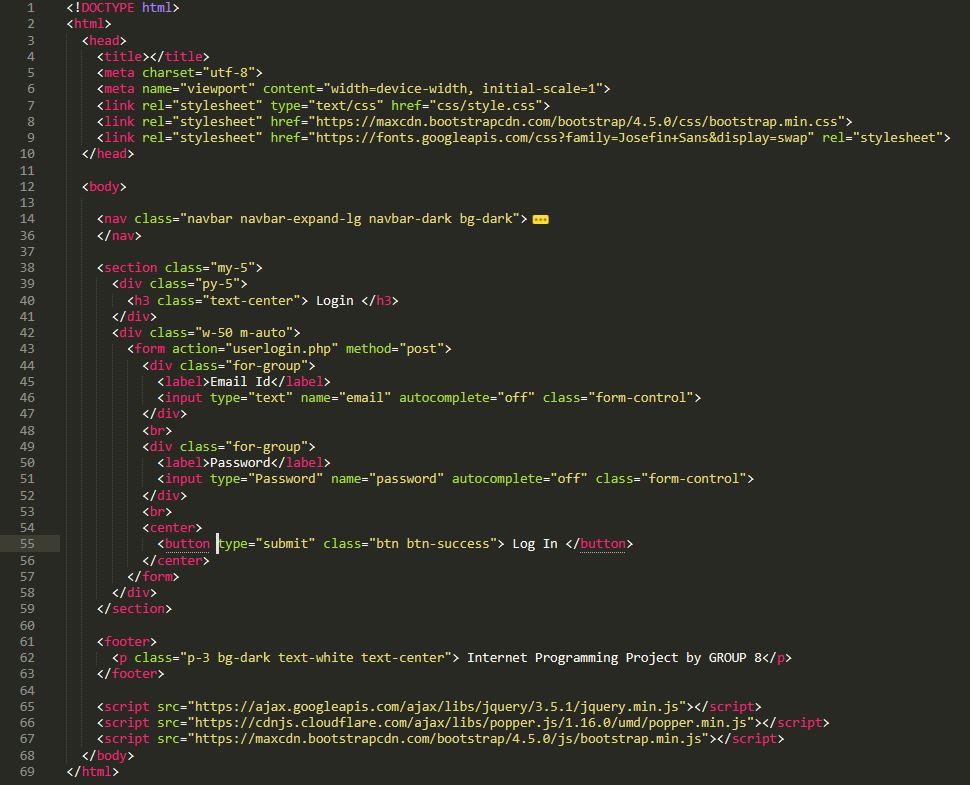 1 <!DOCTYPE html>
2 <html>
3   <head>
4     <title></title>
5     <meta charset="utf-8">
6     <meta name="viewport" content="width=device-width, initial-scale=1">
7     <link rel="stylesheet" type="text/css" href="css/style.css">
8     <link rel="stylesheet" href="https://maxcdn.bootstrapcdn.com/bootstrap/4.5.0/css/bootstrap.min.css">
9     <link rel="stylesheet" href="https://fonts.googleapis.com/css?family=Josefin+Sans&display=swap" rel="stylesheet">
10   </head>
11
12   <body>
13
14     <nav class="navbar navbar-expand-lg navbar-dark bg-dark">
36     </nav>
37
38     <section class="my-5">
39       <div class="py-5">
40         <h3 class="text-center"> Login </h3>
41       </div>
42       <div class="w-50 m-auto">
43         <form action="userlogin.php" method="post">
44           <div class="for-group">
45             <label>Email Id</label>
46             <input type="text" name="email" autocomplete="off" class="form-control">
47           </div>
48           <br>
49           <div class="for-group">
50             <label>Password</label>
51             <input type="Password" name="password" autocomplete="off" class="form-control">
52           </div>
53           <br>
54           <center>
55             <button type="submit" class="btn btn-success"> Log In </button>
56           </center>
57         </form>
58       </div>
59     </section>
60
61     <footer>
62       <p class="p-3 bg-dark text-white text-center"> Internet Programming Project by GROUP 8</p>
63     </footer>
64
65     <script src="https://ajax.googleapis.com/ajax/libs/jquery/3.5.1/jquery.min.js"></script>
66     <script src="https://cdnjs.cloudflare.com/ajax/libs/popper.js/1.16.0/umd/popper.min.js"></script>
67     <script src="https://maxcdn.bootstrapcdn.com/bootstrap/4.5.0/js/bootstrap.min.js"></script>
68   </body>
69 </html>